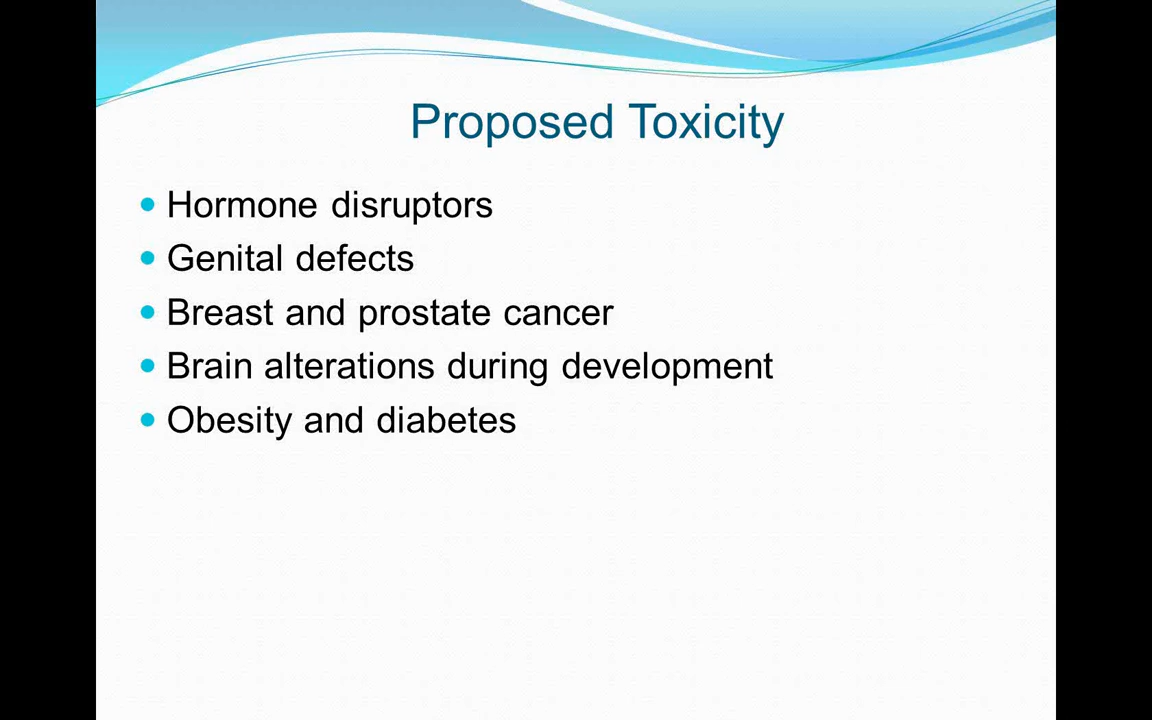 Proposed Toxicity
• Hormone disruptors
• Genital defects
• Breast and prostate cancer
• Brain alterations during development
• Obesity and diabetes